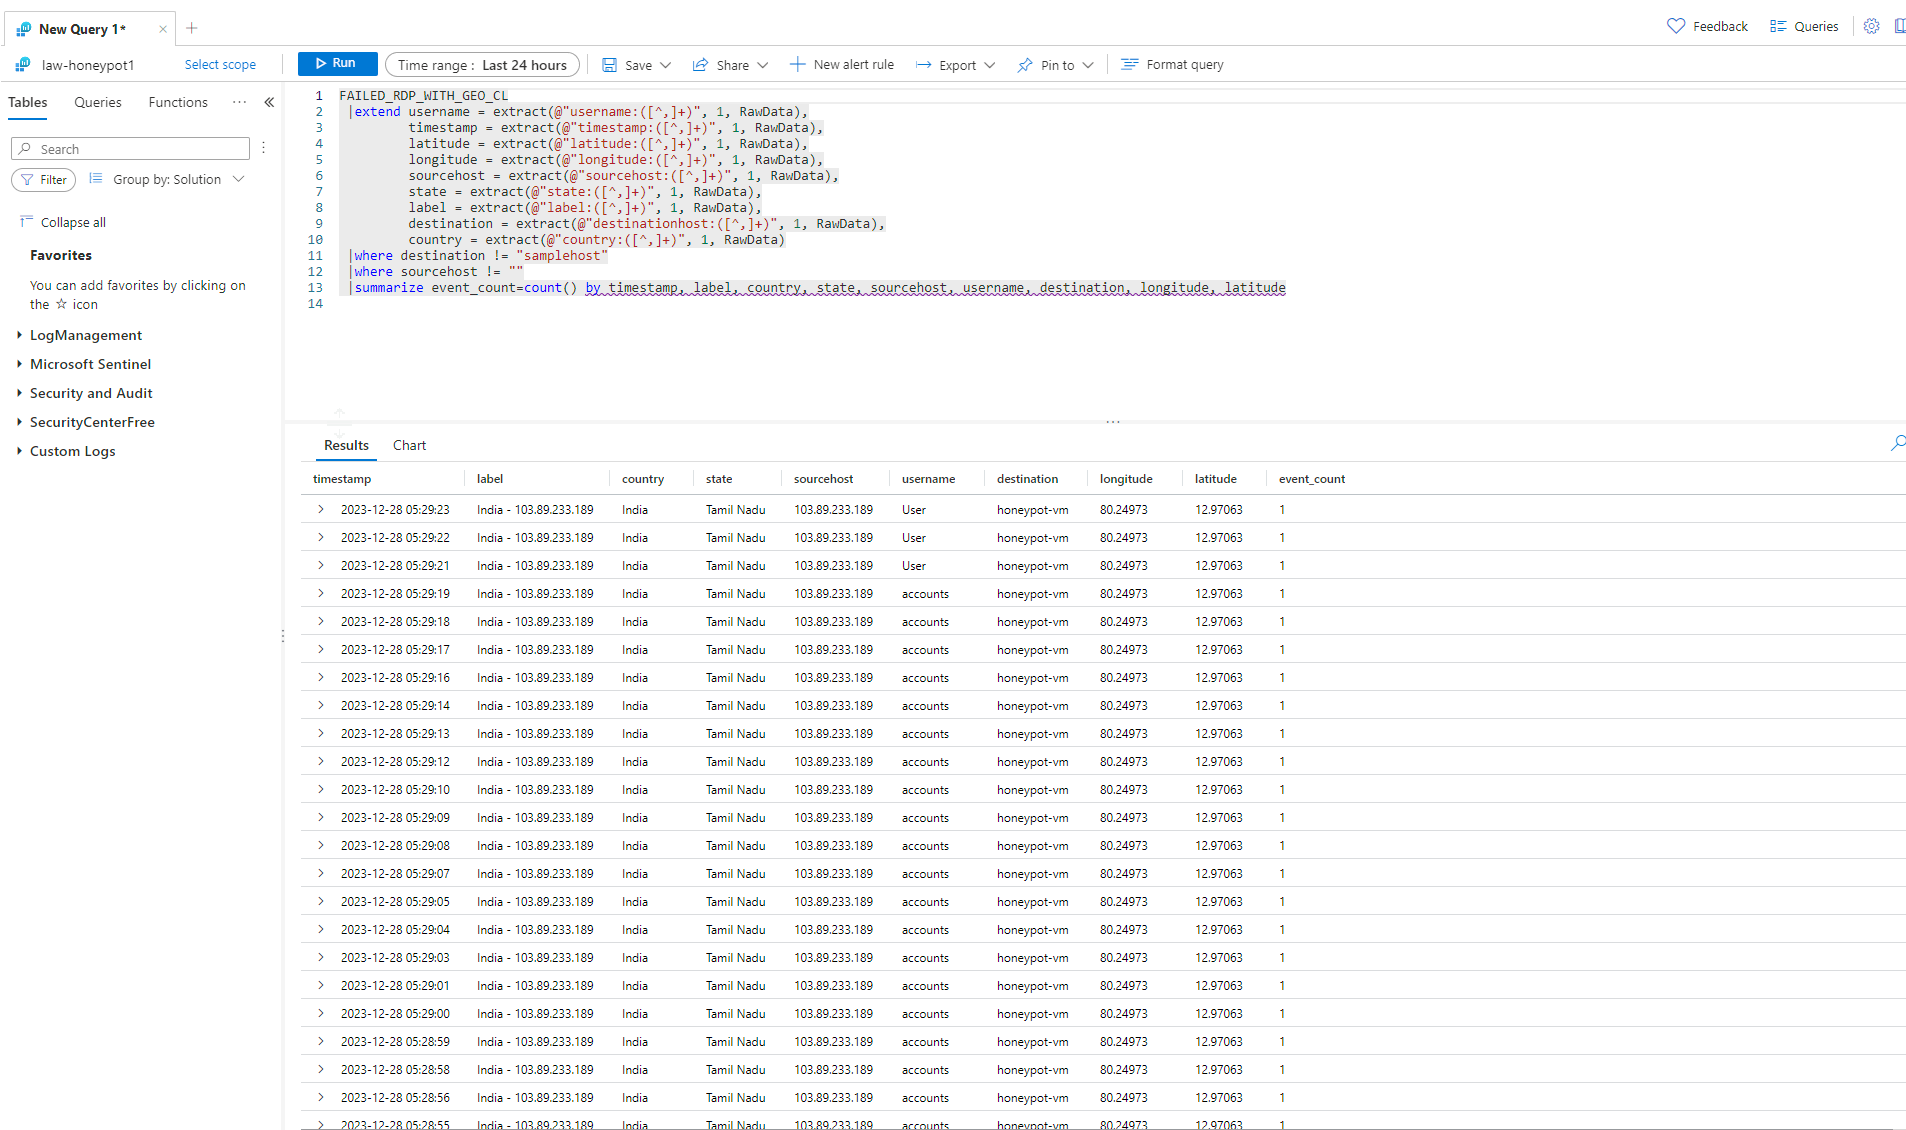 New Query 1*
Feedback
Queries
law-honeypot1
Select scope
Run
Time range : Last 24 hours
Save
Share
New alert rule
Export
Pin to
Format query
Tables
Queries
Functions
Search
Filter
Group by: Solution
Collapse all
Favorites
You can add favorites by clicking on
the ☆ icon
LogManagement
Microsoft Sentinel
Security and Audit
SecurityCenterFree
Custom Logs
1 FAILED_RDP_WITH_GEO_CL
2 |extend username = extract(@"username:([^,]+)", 1, RawData),
3 timestamp = extract(@"timestamp:([^,]+)", 1, RawData),
4 latitude = extract(@"latitude:([^,]+)", 1, RawData),
5 longitude = extract(@"longitude:([^,]+)", 1, RawData),
6 sourcehost = extract(@"sourcehost:([^,]+)", 1, RawData),
7 state = extract(@"state:([^,]+)", 1, RawData),
8 label = extract(@"label:([^,]+)", 1, RawData),
9 destination = extract(@"destinationhost:([^,]+)", 1, RawData),
10 country = extract(@"country:([^,]+)", 1, RawData)
11 |where destination != "samplehost"
12 |where sourcehost != ""
13 |summarize event_count=count() by timestamp, label, country, state, sourcehost, username, destination, longitude, latitude
14
Results
Chart
timestamp label country state sourcehost username destination longitude latitude event_count
2023-12-28 05:29:23 India - 103.89.233.189 India Tamil Nadu 103.89.233.189 User honeypot-vm 80.24973 12.97063 1
2023-12-28 05:29:22 India - 103.89.233.189 India Tamil Nadu 103.89.233.189 User honeypot-vm 80.24973 12.97063 1
2023-12-28 05:29:21 India - 103.89.233.189 India Tamil Nadu 103.89.233.189 User honeypot-vm 80.24973 12.97063 1
2023-12-28 05:29:19 India - 103.89.233.189 India Tamil Nadu 103.89.233.189 accounts honeypot-vm 80.24973 12.97063 1
2023-12-28 05:29:18 India - 103.89.233.189 India Tamil Nadu 103.89.233.189 accounts honeypot-vm 80.24973 12.97063 1
2023-12-28 05:29:17 India - 103.89.233.189 India Tamil Nadu 103.89.233.189 accounts honeypot-vm 80.24973 12.97063 1
2023-12-28 05:29:16 India - 103.89.233.189 India Tamil Nadu 103.89.233.189 accounts honeypot-vm 80.24973 12.97063 1
2023-12-28 05:29:14 India - 103.89.233.189 India Tamil Nadu 103.89.233.189 accounts honeypot-vm 80.24973 12.97063 1
2023-12-28 05:29:13 India - 103.89.233.189 India Tamil Nadu 103.89.233.189 accounts honeypot-vm 80.24973 12.97063 1
2023-12-28 05:29:12 India - 103.89.233.189 India Tamil Nadu 103.89.233.189 accounts honeypot-vm 80.24973 12.97063 1
2023-12-28 05:29:10 India - 103.89.233.189 India Tamil Nadu 103.89.233.189 accounts honeypot-vm 80.24973 12.97063 1
2023-12-28 05:29:09 India - 103.89.233.189 India Tamil Nadu 103.89.233.189 accounts honeypot-vm 80.24973 12.97063 1
2023-12-28 05:29:08 India - 103.89.233.189 India Tamil Nadu 103.89.233.189 accounts honeypot-vm 80.24973 12.97063 1
2023-12-28 05:29:07 India - 103.89.233.189 India Tamil Nadu 103.89.233.189 accounts honeypot-vm 80.24973 12.97063 1
2023-12-28 05:29:05 India - 103.89.233.189 India Tamil Nadu 103.89.233.189 accounts honeypot-vm 80.24973 12.97063 1
2023-12-28 05:29:04 India - 103.89.233.189 India Tamil Nadu 103.89.233.189 accounts honeypot-vm 80.24973 12.97063 1
2023-12-28 05:29:03 India - 103.89.233.189 India Tamil Nadu 103.89.233.189 accounts honeypot-vm 80.24973 12.97063 1
2023-12-28 05:29:01 India - 103.89.233.189 India Tamil Nadu 103.89.233.189 accounts honeypot-vm 80.24973 12.97063 1
2023-12-28 05:29:00 India - 103.89.233.189 India Tamil Nadu 103.89.233.189 accounts honeypot-vm 80.24973 12.97063 1
2023-12-28 05:28:59 India - 103.89.233.189 India Tamil Nadu 103.89.233.189 accounts honeypot-vm 80.24973 12.97063 1
2023-12-28 05:28:58 India - 103.89.233.189 India Tamil Nadu 103.89.233.189 accounts honeypot-vm 80.24973 12.97063 1
2023-12-28 05:28:56 India - 103.89.233.189 India Tamil Nadu 103.89.233.189 accounts honeypot-vm 80.24973 12.97063 1
2023-12-28 05:28:55 India - 103.89.233.189 India Tamil Nadu 103.89.233.189 accounts honeypot-vm 80.24973 12.97063 1